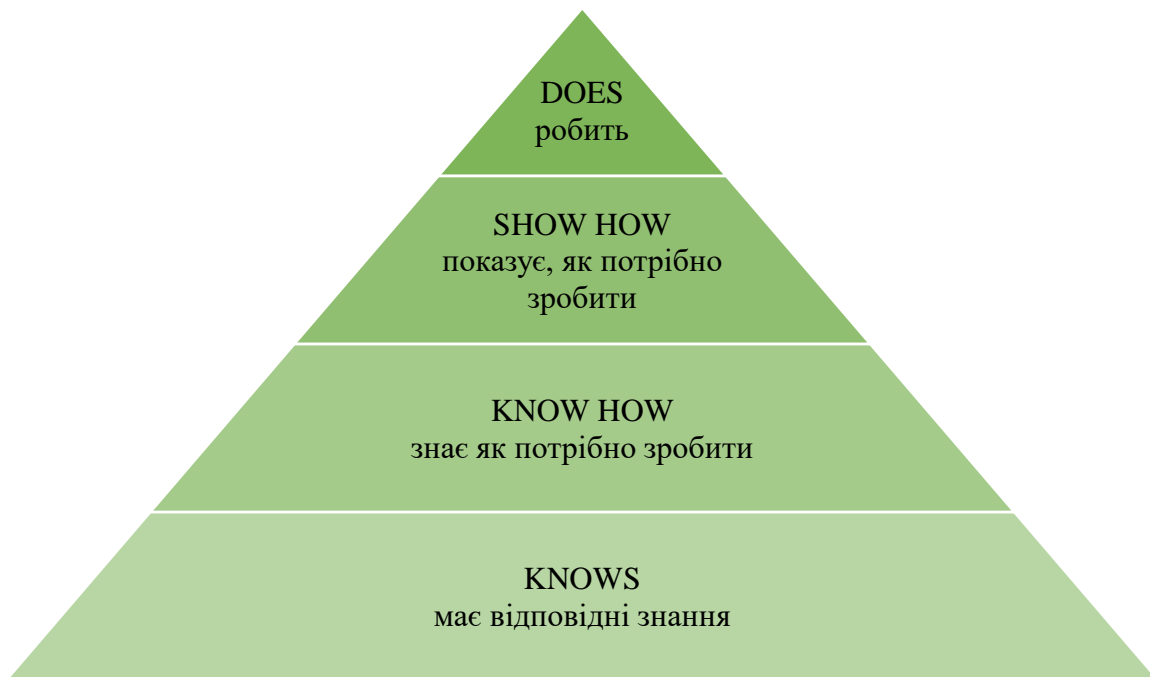 DOES
робить
SHOW HOW
показує, як потрібно
зробити
KNOW HOW
знає як потрібно зробити
KNOWS
має відповідні знання